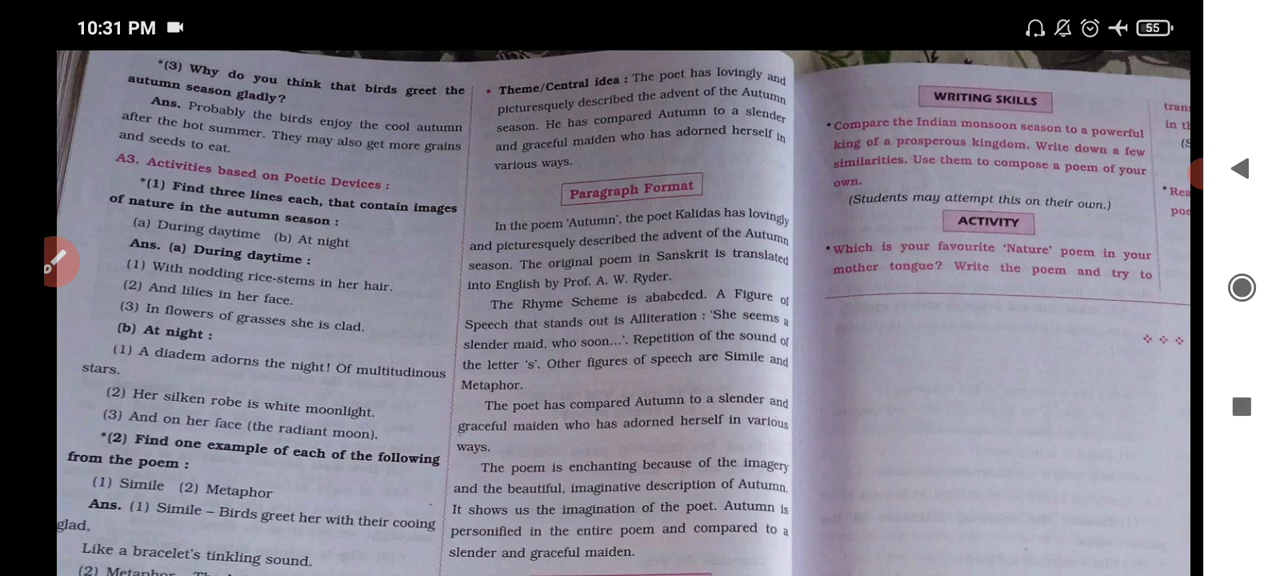 10:31 PM
55
*(3) Why do you think that birds greet the
autumn season gladly?
Ans. Probably the birds enjoy the cool autumn
after the hot summer. They may also get more grains
and seeds to eat.
A3. Activities based on Poetic Devices :
*(1) Find three lines each, that contain images
of nature in the autumn season :
(a) During daytime (b) At night
Ans. (a) During daytime :
(1) With nodding rice-stems in her hair.
(2) And lilies in her face.
(3) In flowers of grasses she is clad.
(b) At night :
(1) A diadem adorns the night! Of multitudinous
stars.
(2) Her silken robe is white moonlight.
(3) And on her face (the radiant moon).
*(2) Find one example of each of the following
from the poem :
(1) Simile (2) Metaphor
Ans. (1) Simile – Birds greet her with their cooing
glad.
Like a bracelet's tinkling sound.
(2) Metaphor
• Theme/Central idea : The poet has lovingly and
picturesquely described the advent of the Autumn
season. He has compared Autumn to a slender
and graceful maiden who has adorned herself in
various ways.
Paragraph Format
In the poem 'Autumn', the poet Kalidas has lovingly
and picturesquely described the advent of the Autumn
season. The original poem in Sanskrit is translated
into English by Prof. A. W. Ryder.
The Rhyme Scheme is ababcdcd. A Figure of
Speech that stands out is Alliteration : 'She seems a
slender maid, who soon...'. Repetition of the sound of
the letter 's'. Other figures of speech are Simile and
Metaphor.
The poet has compared Autumn to a slender and
graceful maiden who has adorned herself in various
ways.
The poem is enchanting because of the imagery
and the beautiful, imaginative description of Autumn.
It shows us the imagination of the poet. Autumn is
personified in the entire poem and compared to a
slender and graceful maiden.
WRITING SKILLS
• Compare the Indian monsoon season to a powerful
king of a prosperous kingdom. Write down a few
similarities. Use them to compose a poem of your
own.
(Students may attempt this on their own.)
ACTIVITY
• Which is your favourite 'Nature' poem in your
mother tongue? Write the poem and try to